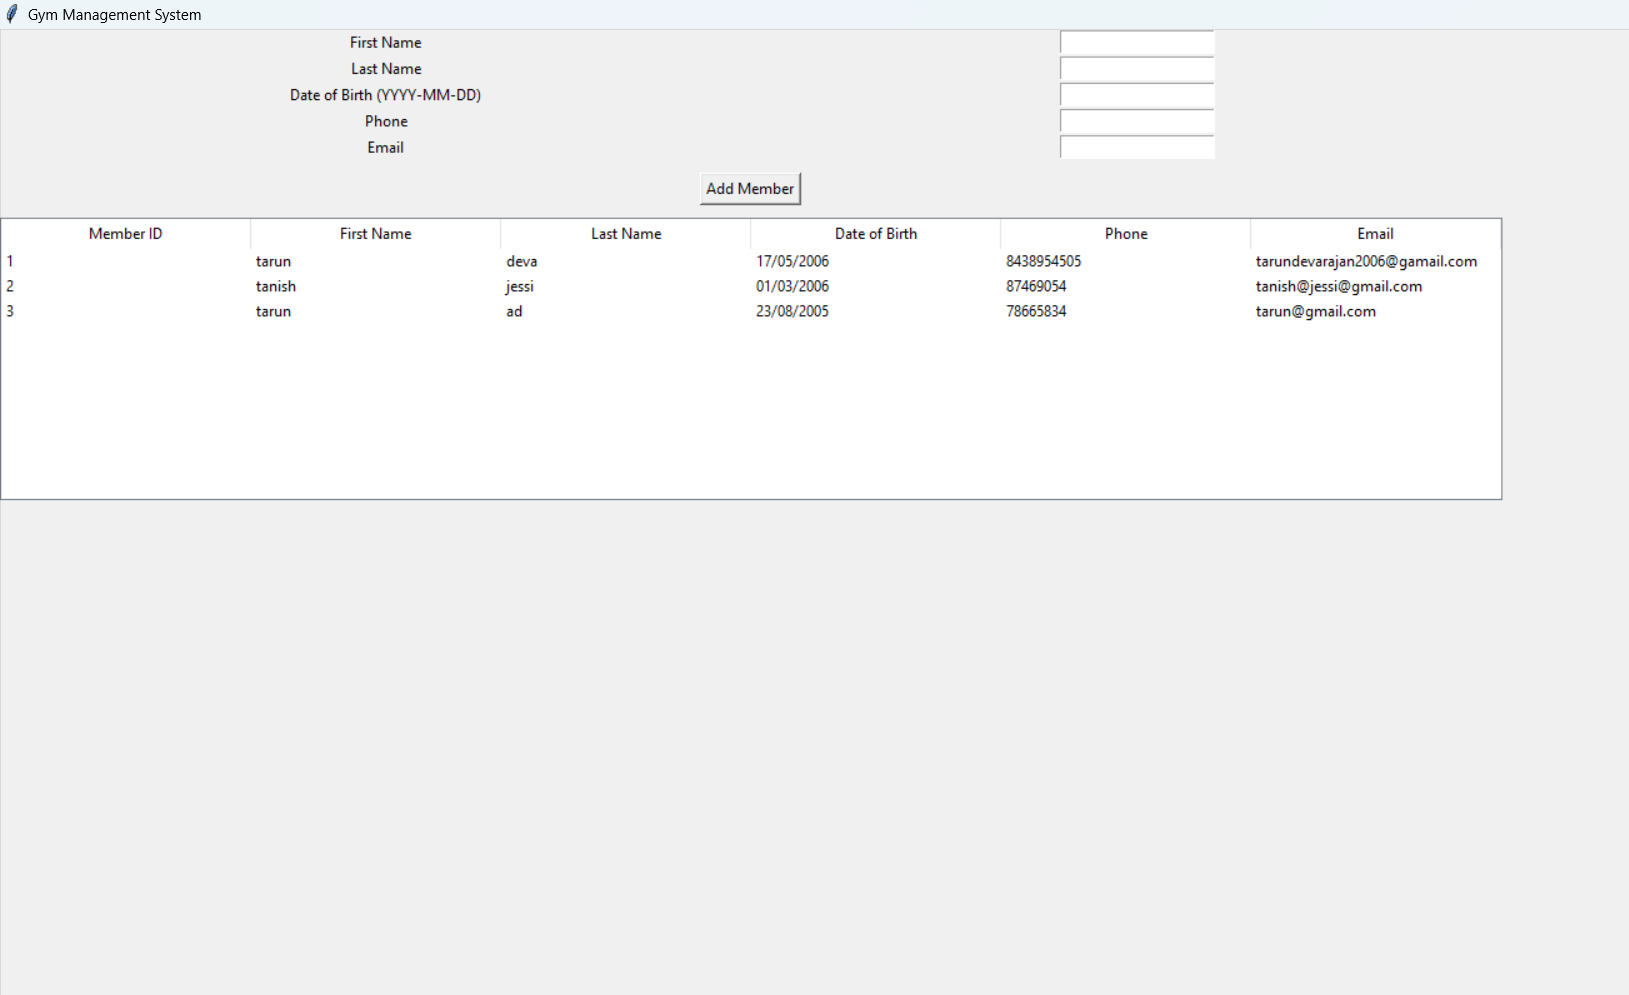 Gym Management System
First Name
Last Name
Date of Birth (YYYY-MM-DD)
Phone
Email
Add Member
Member ID First Name Last Name Date of Birth Phone Email
1 tarun deva 17/05/2006 8438954505 tarundevarajan2006@gamail.com
2 tanish jessi 01/03/2006 87469054 tanish@jessi@gmail.com
3 tarun ad 23/08/2005 78665834 tarun@gmail.com